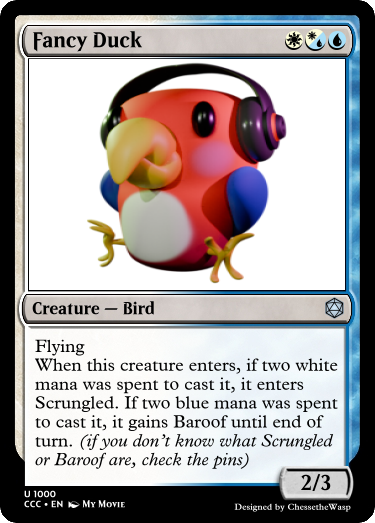 Fancy Duck
Creature — Bird
Flying
When this creature enters, if two white
mana was spent to cast it, it enters
Scrungled. If two blue mana was spent
to cast it, it gains Baroof until end of
turn. (if you don't know what Scrungled
or Baroof are, check the pins)
2/3
U 1000
CCC • EN My Movie
Designed by ChessetheWasp